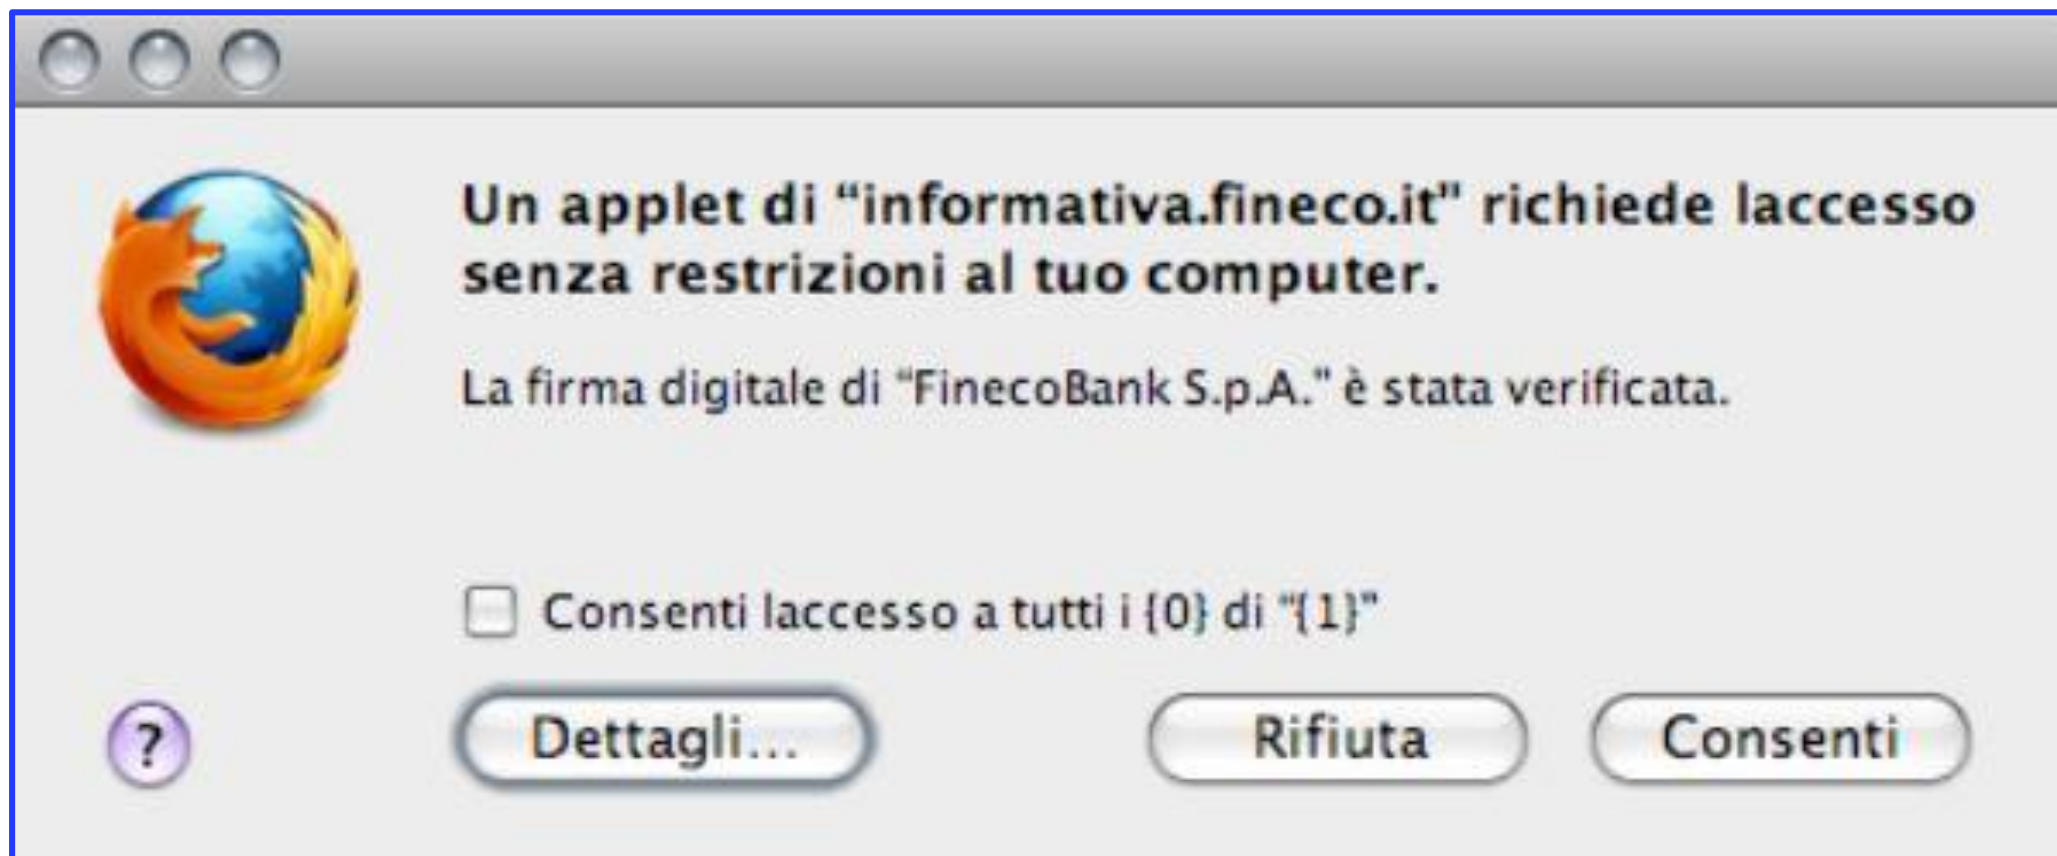 Un applet di “informativa.fineco.it" richiede laccesso
senza restrizioni al tuo computer.
La firma digitale di “FinecoBank S.p.A." è stata verificata.
Consenti laccesso a tutti i {0} di “{1}"
?
Dettagli...
Rifiuta
Consenti